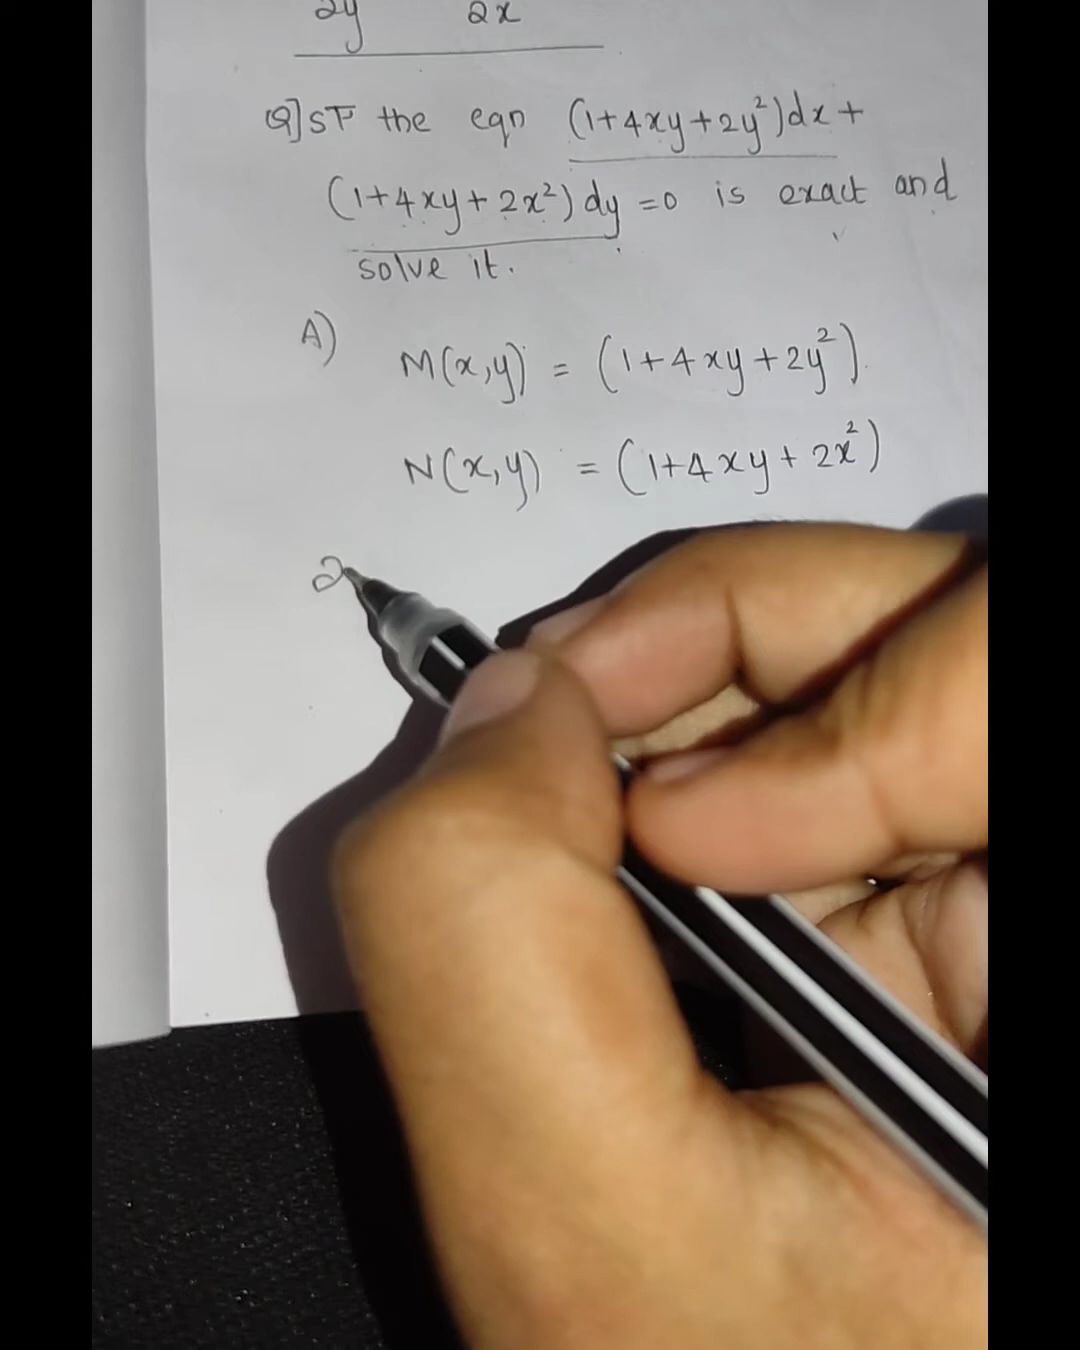 ∂y ∂x
Q] ST the eqn (1+4xy+2y²)dx+
(1+4xy+2x²)dy=0 is exact and
solve it.
A)
M(x,y) = (1+4xy+2y²).
N(x,y) = (1+4xy+2x²)
∂